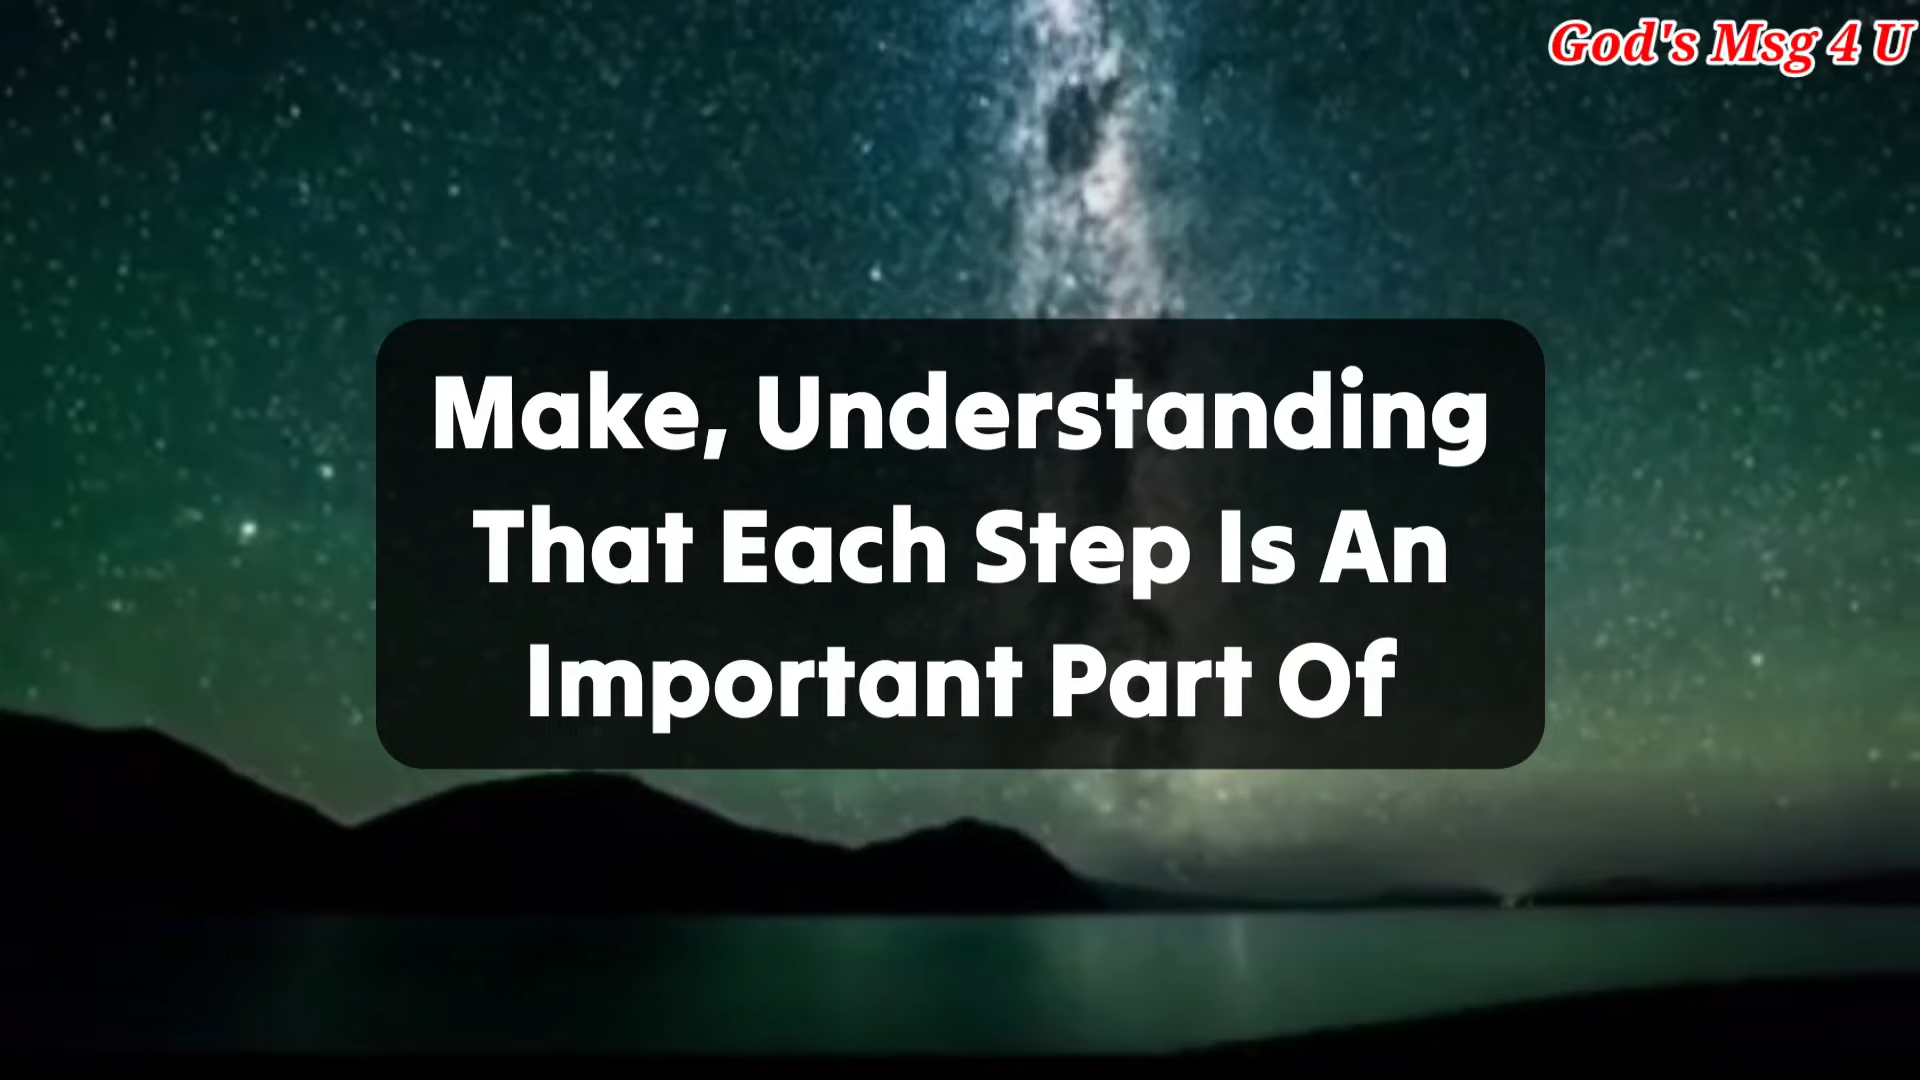 God's Msg 4 U
Make, Understanding
That Each Step Is An
Important Part Of